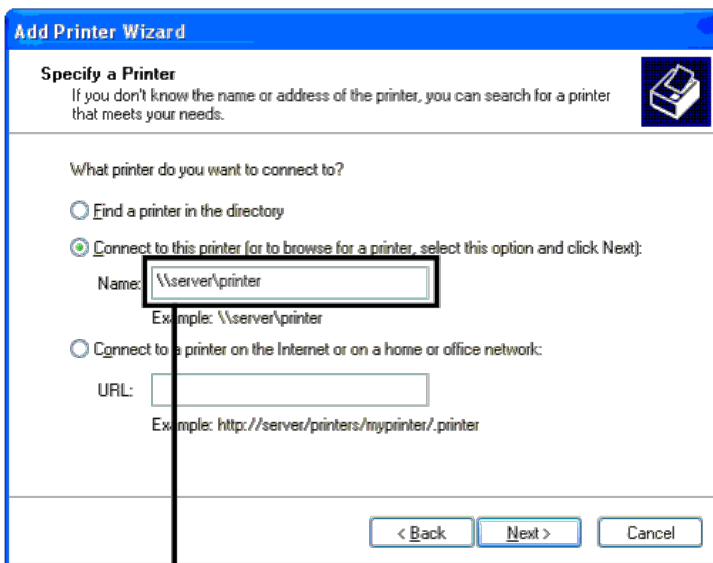 Add Printer Wizard
Specify a Printer
If you don't know the name or address of the printer, you can search for a printer
that meets your needs.
What printer do you want to connect to?
Find a printer in the directory
Connect to this printer (or to browse for a printer, select this option and click Next):
Name: \\server\printer
Example: \\server\printer
Connect to a printer on the Internet or on a home or office network:
URL:
Example: http://server/printers/myprinter/.printer
< Back Next > Cancel